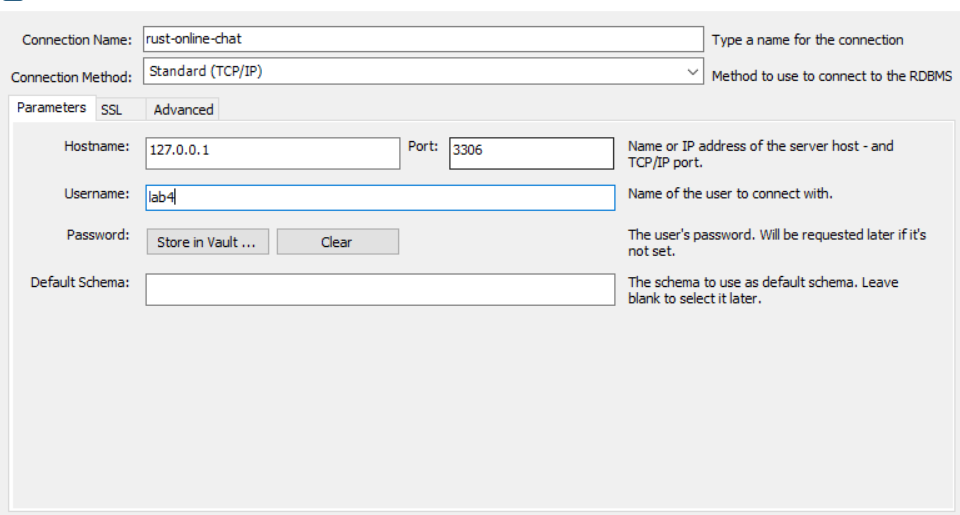 Connection Name: rust-online-chat Type a name for the connection
Connection Method: Standard (TCP/IP) Method to use to connect to the RDBMS
Parameters SSL Advanced
Hostname: 127.0.0.1 Port: 3306 Name or IP address of the server host - and
TCP/IP port.
Username: lab4 Name of the user to connect with.
Password: Store in Vault ... Clear The user's password. Will be requested later if it's
not set.
Default Schema: The schema to use as default schema. Leave
blank to select it later.